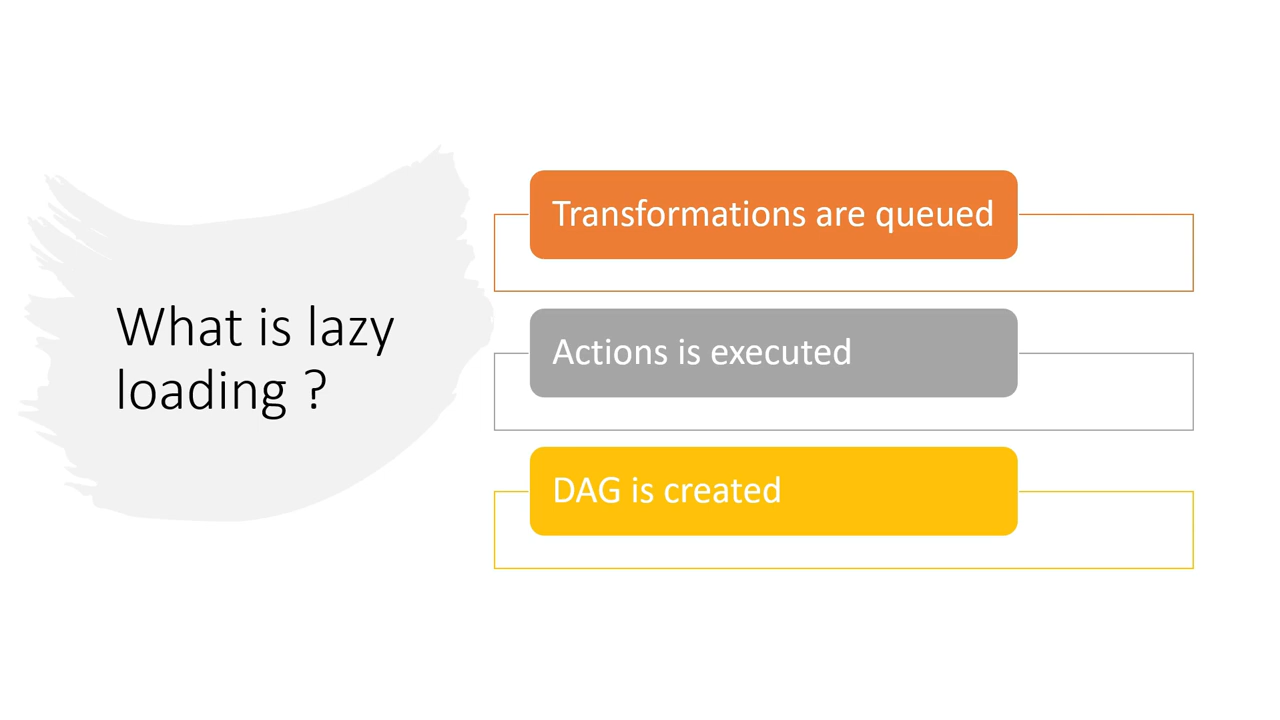 What is lazy
loading ?
Transformations are queued
Actions is executed
DAG is created